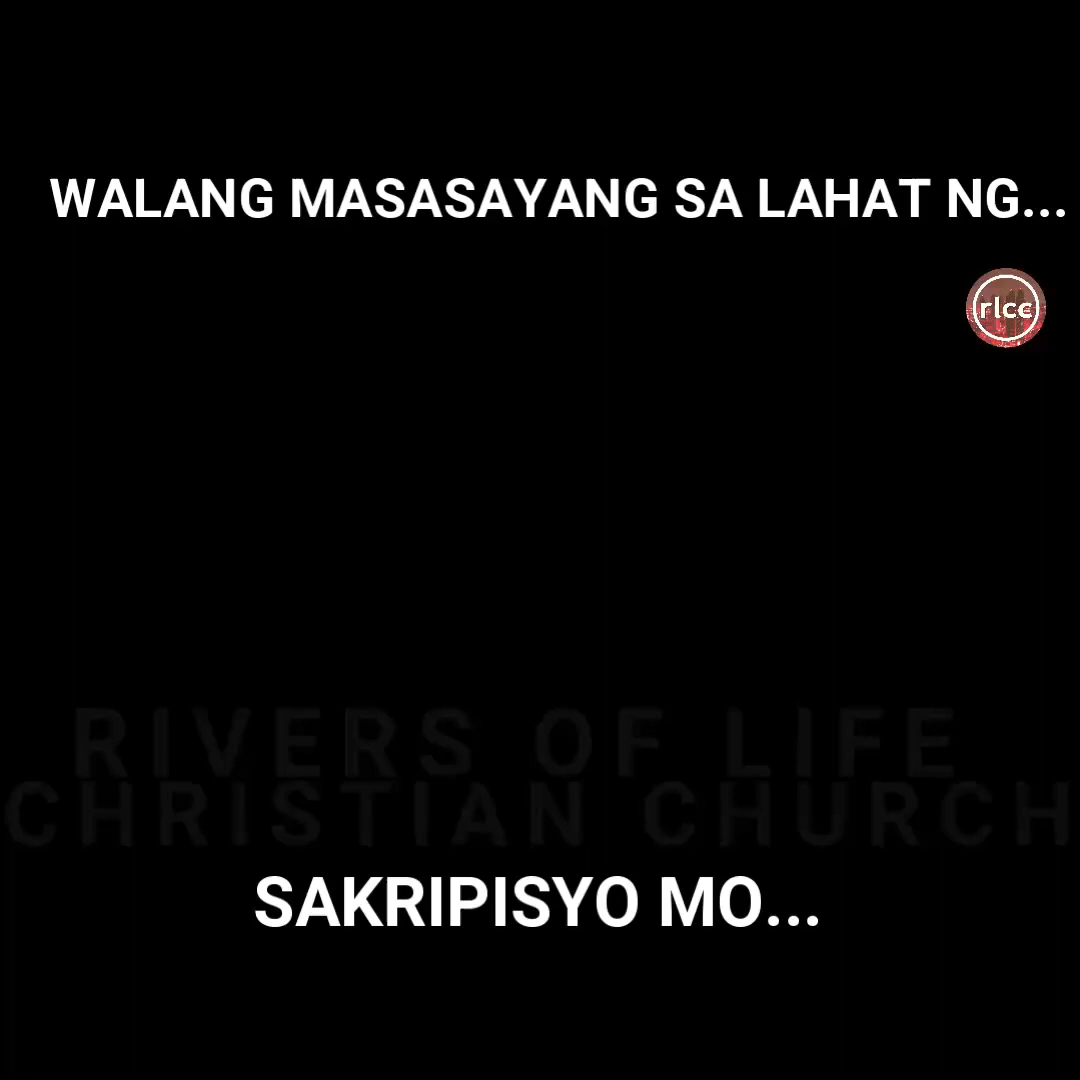 WALANG MASASAYANG SA LAHAT NG...
rlcc
RIVERS OF LIFE
CHRISTIAN CHURCH
SAKRIPISYO MO...